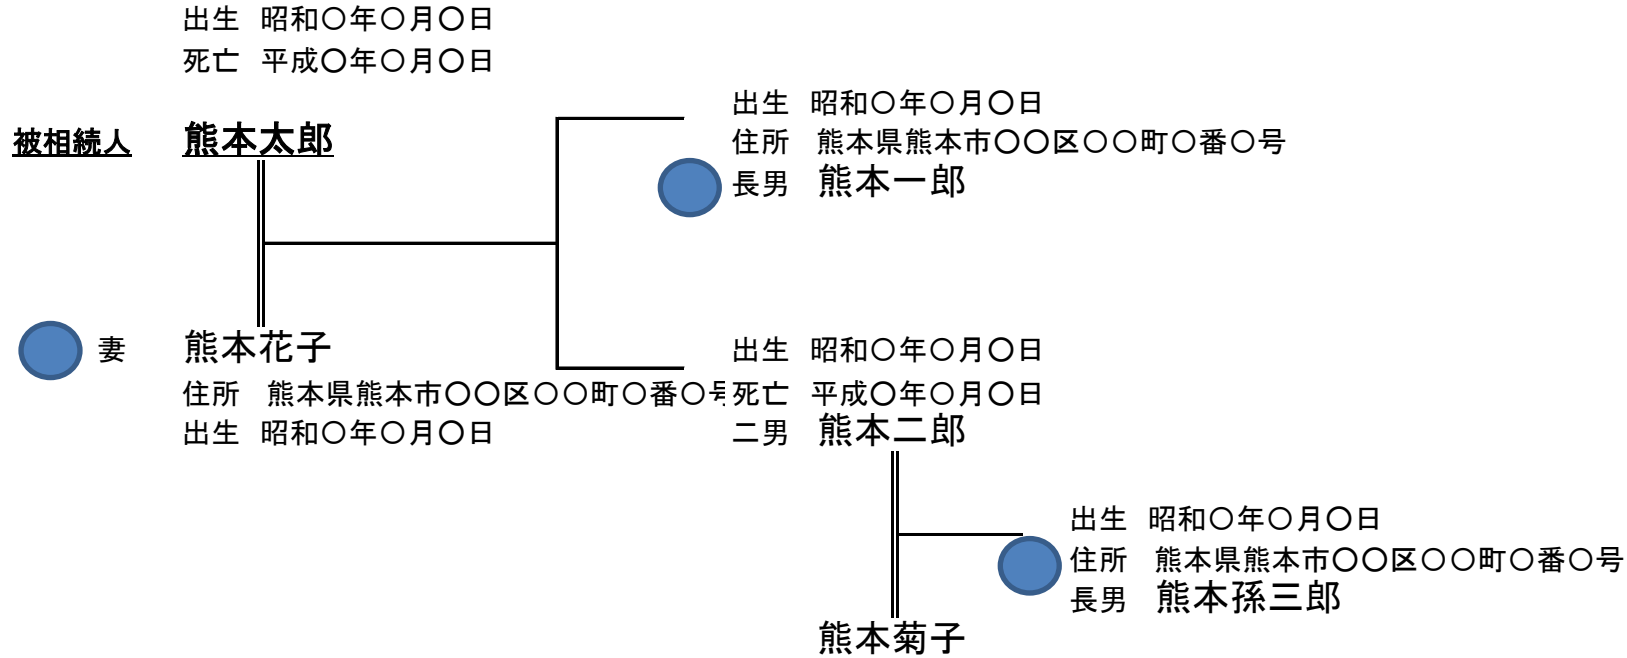 出生　昭和〇年〇月〇日
死亡　平成〇年〇月〇日
被相続人　熊本太郎
出生　昭和〇年〇月〇日
住所　熊本県熊本市〇〇区〇〇町〇番〇号
長男　熊本一郎
妻　熊本花子
住所　熊本県熊本市〇〇区〇〇町〇番〇号
出生　昭和〇年〇月〇日
出生　昭和〇年〇月〇日
死亡　平成〇年〇月〇日
二男　熊本二郎
出生　昭和〇年〇月〇日
住所　熊本県熊本市〇〇区〇〇町〇番〇号
長男　熊本孫三郎
熊本菊子